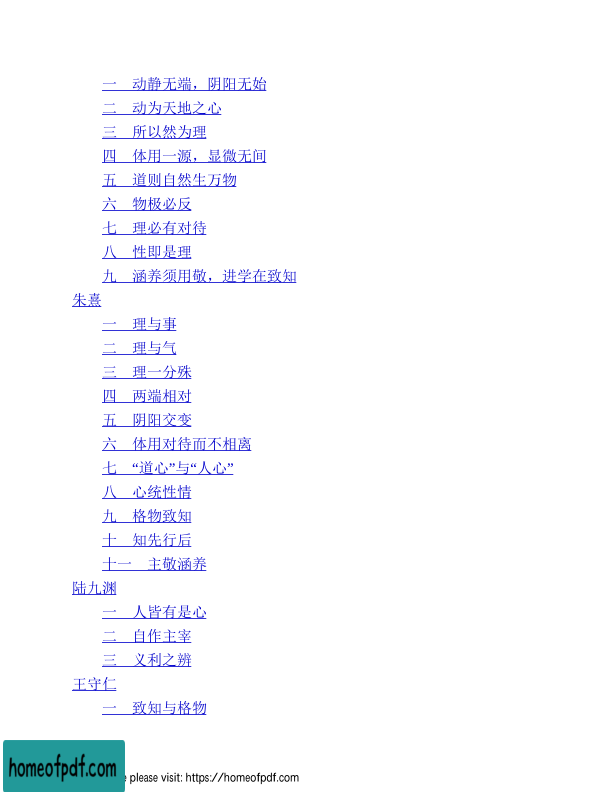 一　动静无端，阴阳无始
二　动为天地之心
三　所以然为理
四　体用一源，显微无间
五　道则自然生万物
六　物极必反
七　理必有对待
八　性即是理
九　涵养须用敬，进学在致知
朱熹
一　理与事
二　理与气
三　理一分殊
四　两端相对
五　阴阳交变
六　体用对待而不相离
七　“道心”与“人心”
八　心统性情
九　格物致知
十　知先行后
十一　主敬涵养
陆九渊
一　人皆有是心
二　自作主宰
三　义利之辨
王守仁
一　致知与格物
homeofpdf.com
please visit: https://homeofpdf.com